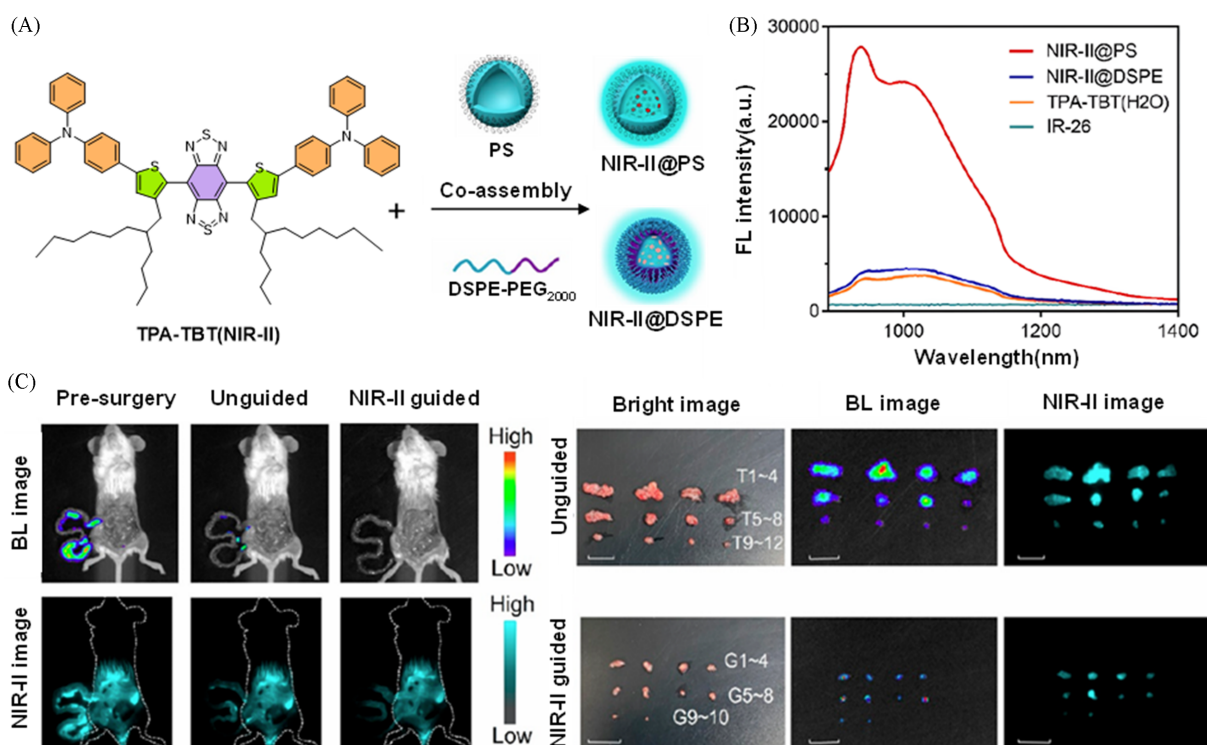 (A)
N
N
N
S
N
S
S
N
S
N
TPA-TBT(NIR-II)
+
PS
Co-assembly
DSPE-PEG2000
NIR-II@PS
NIR-II@DSPE
(B)
FL intensity(a.u.)
30000
20000
10000
0
1000
1200
1400
Wavelength(nm)
NIR-II@PS
NIR-II@DSPE
TPA-TBT(H2O)
IR-26
(C)
Pre-surgery
Unguided
NIR-II guided
BL image
High
Low
NIR-II image
High
Low
Bright image
BL image
NIR-II image
Unguided
T1~4
T5~8
T9~12
NIR-II guided
G1~4
G5~8
G9~10